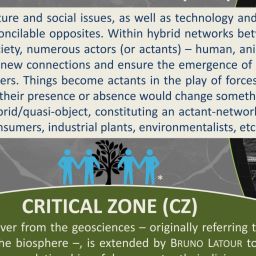 ture and social issues, as well as technology and
oncilable opposites. Within hybrid networks bet
ciety, numerous actors (or actants) – human, ani
new connections and ensure the emergence of
ers. Things become actants in the play of forces
their presence or absence would change someth
brid/quasi-object, constituting an actant-network
nsumers, industrial plants, environmentalists, etc
*
CRITICAL ZONE (CZ)
ver from the geosciences – originally referring t
he biosphere –, is extended by BRUNO LATOUR to